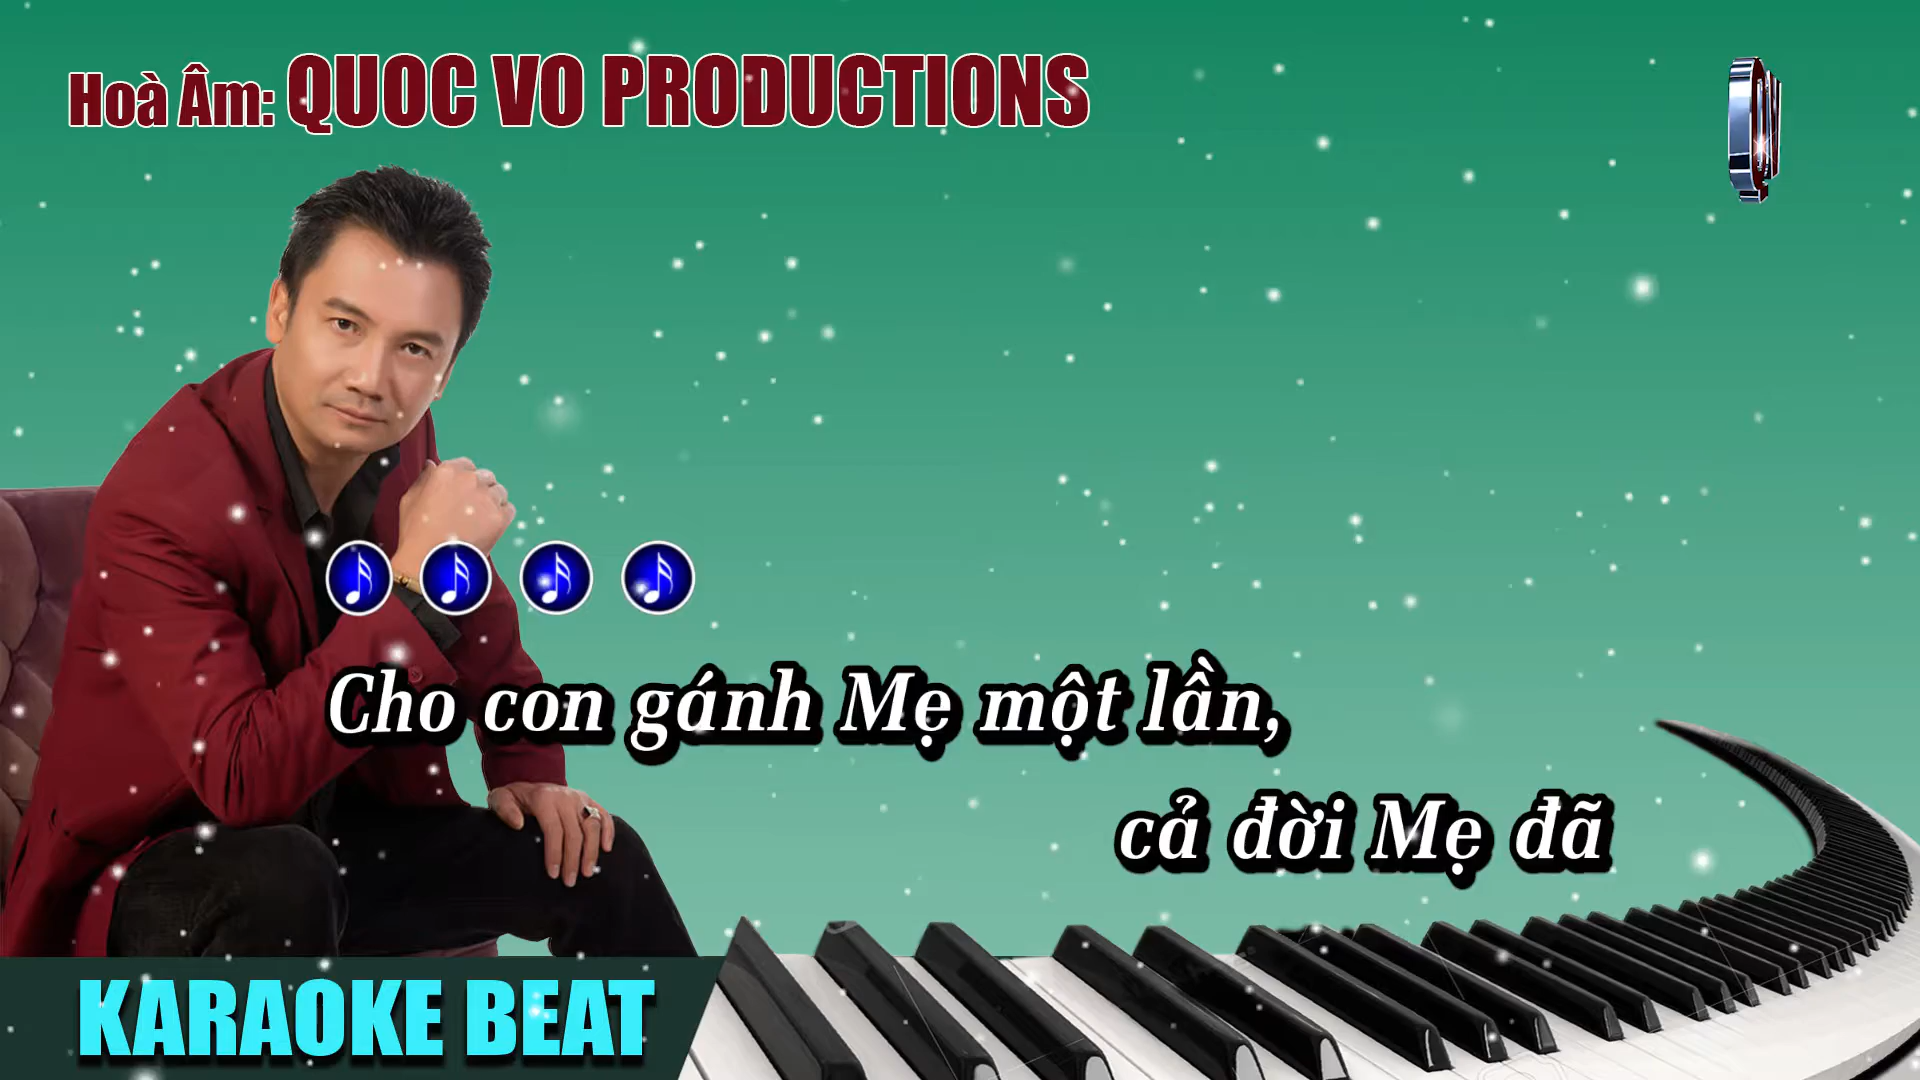 Hoà Âm: QUOC VO PRODUCTIONS
Cho con gánh Mẹ một lần,
cả đời Mẹ đã
KARAOKE BEAT